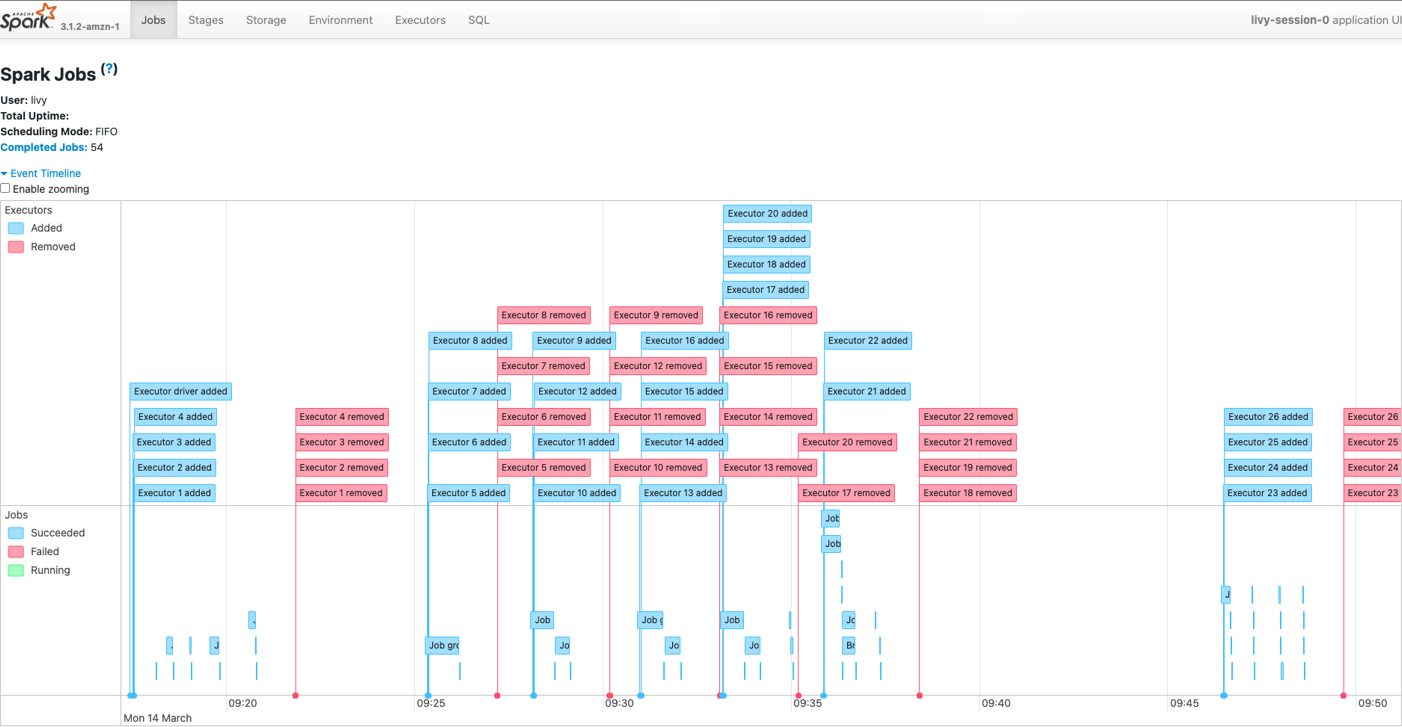 APACHE
Spark 3.1.2-amzn-1 Jobs Stages Storage Environment Executors SQL livy-session-0 application UI
Spark Jobs (?)
User: livy
Total Uptime:
Scheduling Mode: FIFO
Completed Jobs: 54
Event Timeline
Enable zooming
Executors
Added
Removed
Executor 20 added
Executor 19 added
Executor 18 added
Executor 17 added
Executor 8 removed Executor 9 removed Executor 16 removed
Executor 8 added Executor 9 added Executor 16 added Executor 22 added
Executor 7 removed Executor 12 removed Executor 15 removed
Executor driver added Executor 7 added Executor 12 added Executor 15 added Executor 21 added
Executor 4 added Executor 4 removed Executor 6 removed Executor 11 removed Executor 14 removed Executor 22 removed Executor 26 added Executor 26
Executor 3 added Executor 3 removed Executor 6 added Executor 11 added Executor 14 added Executor 20 removed Executor 21 removed Executor 25 added Executor 25
Executor 2 added Executor 2 removed Executor 5 removed Executor 10 removed Executor 13 removed Executor 19 removed Executor 24 added Executor 24
Executor 1 added Executor 1 removed Executor 5 added Executor 10 added Executor 13 added Executor 17 removed Executor 18 removed Executor 23 added Executor 23
Jobs
Succeeded
Failed
Running
Job
Job
J
Job Job g Job Jo
J Job gro Jo Jo Jo Br
09:20 09:25 09:30 09:35 09:40 09:45 09:50
Mon 14 March